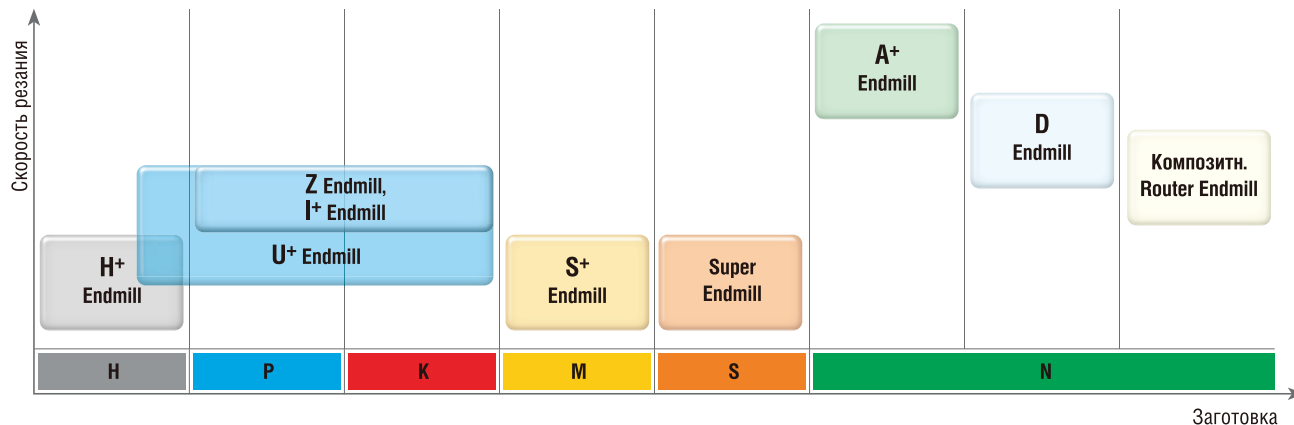 Скорость резания
A+
Endmill
D
Endmill
Композитн.
Router Endmill
Z Endmill,
I+ Endmill
U+ Endmill
H+
Endmill
S+
Endmill
Super
Endmill
H
P
K
M
S
N
Заготовка